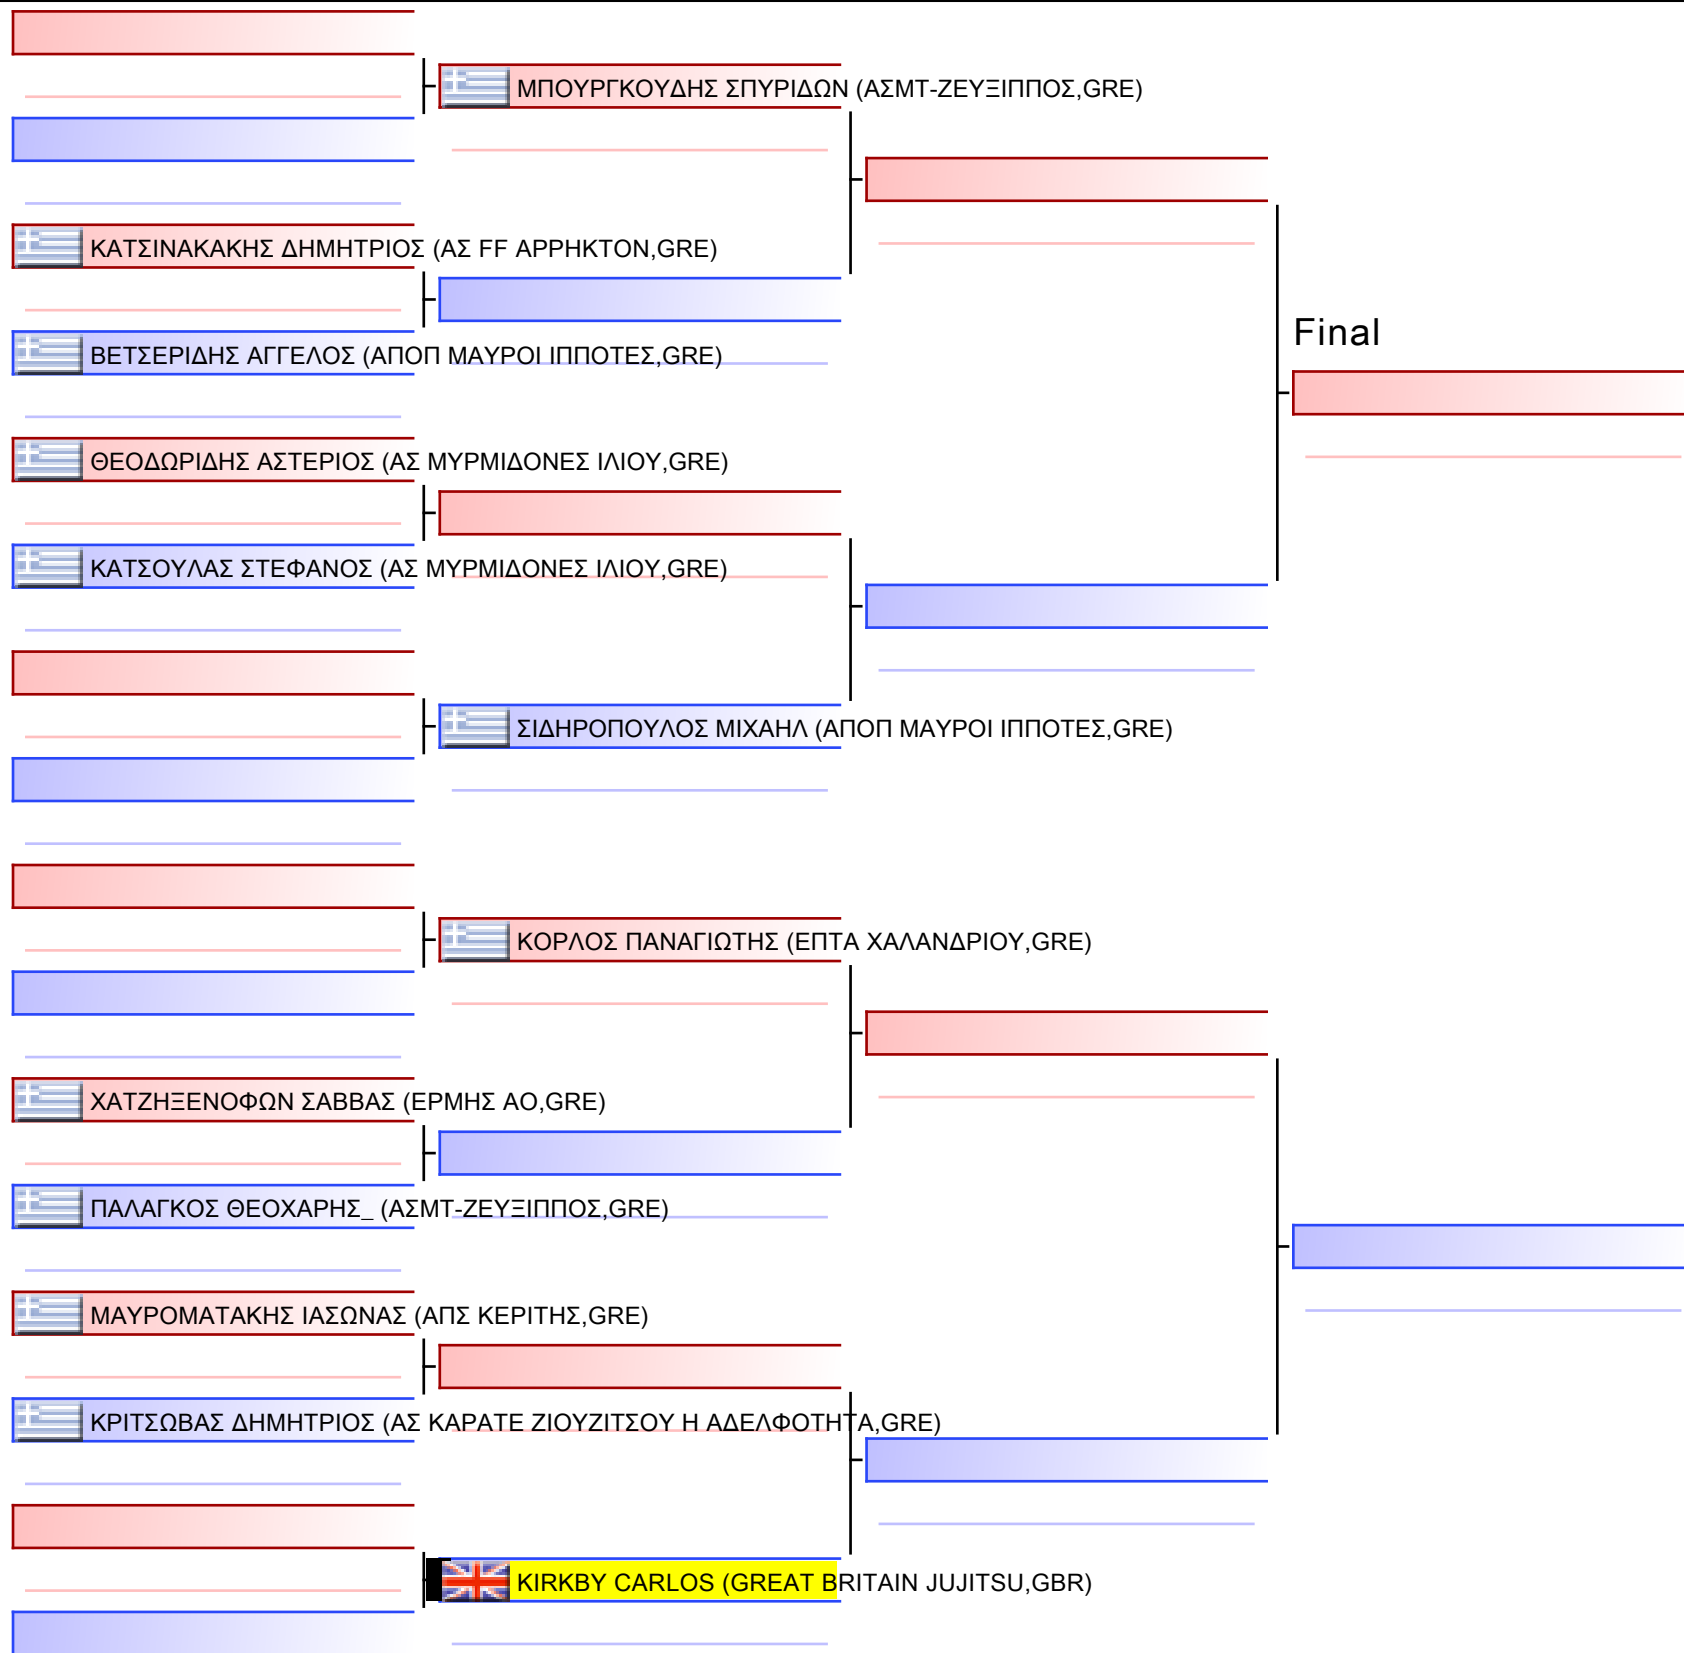 ΜΠΟΥΡΓΚΟΥΔΗΣ ΣΠΥΡΙΔΩΝ (ΑΣΜΤ-ΖΕΥΞΙΠΠΟΣ,GRE)
ΚΑΤΣΙΝΑΚΑΚΗΣ ΔΗΜΗΤΡΙΟΣ (ΑΣ FF ΑΡΡΗΚΤΟΝ,GRE)
Final
ΒΕΤΣΕΡΙΔΗΣ ΑΓΓΕΛΟΣ (ΑΠΟΠ ΜΑΥΡΟΙ ΙΠΠΟΤΕΣ,GRE)
ΘΕΟΔΩΡΙΔΗΣ ΑΣΤΕΡΙΟΣ (ΑΣ ΜΥΡΜΙΔΟΝΕΣ ΙΛΙΟΥ,GRE)
ΚΑΤΣΟΥΛΑΣ ΣΤΕΦΑΝΟΣ (ΑΣ ΜΥΡΜΙΔΟΝΕΣ ΙΛΙΟΥ,GRE)
ΣΙΔΗΡΟΠΟΥΛΟΣ ΜΙΧΑΗΛ (ΑΠΟΠ ΜΑΥΡΟΙ ΙΠΠΟΤΕΣ,GRE)
ΚΟΡΛΟΣ ΠΑΝΑΓΙΩΤΗΣ (ΕΠΤΑ ΧΑΛΑΝΔΡΙΟΥ,GRE)
ΧΑΤΖΗΞΕΝΟΦΩΝ ΣΑΒΒΑΣ (ΕΡΜΗΣ ΑΟ,GRE)
ΠΑΛΑΓΚΟΣ ΘΕΟΧΑΡΗΣ_ (ΑΣΜΤ-ΖΕΥΞΙΠΠΟΣ,GRE)
ΜΑΥΡΟΜΑΤΑΚΗΣ ΙΑΣΩΝΑΣ (ΑΠΣ ΚΕΡΙΤΗΣ,GRE)
ΚΡΙΤΣΩΒΑΣ ΔΗΜΗΤΡΙΟΣ (ΑΣ ΚΑΡΑΤΕ ΖΙΟΥΖΙΤΣΟΥ Η ΑΔΕΛΦΟΤΗΤΑ,GRE)
KIRKBY CARLOS (GREAT BRITAIN JUJITSU,GBR)